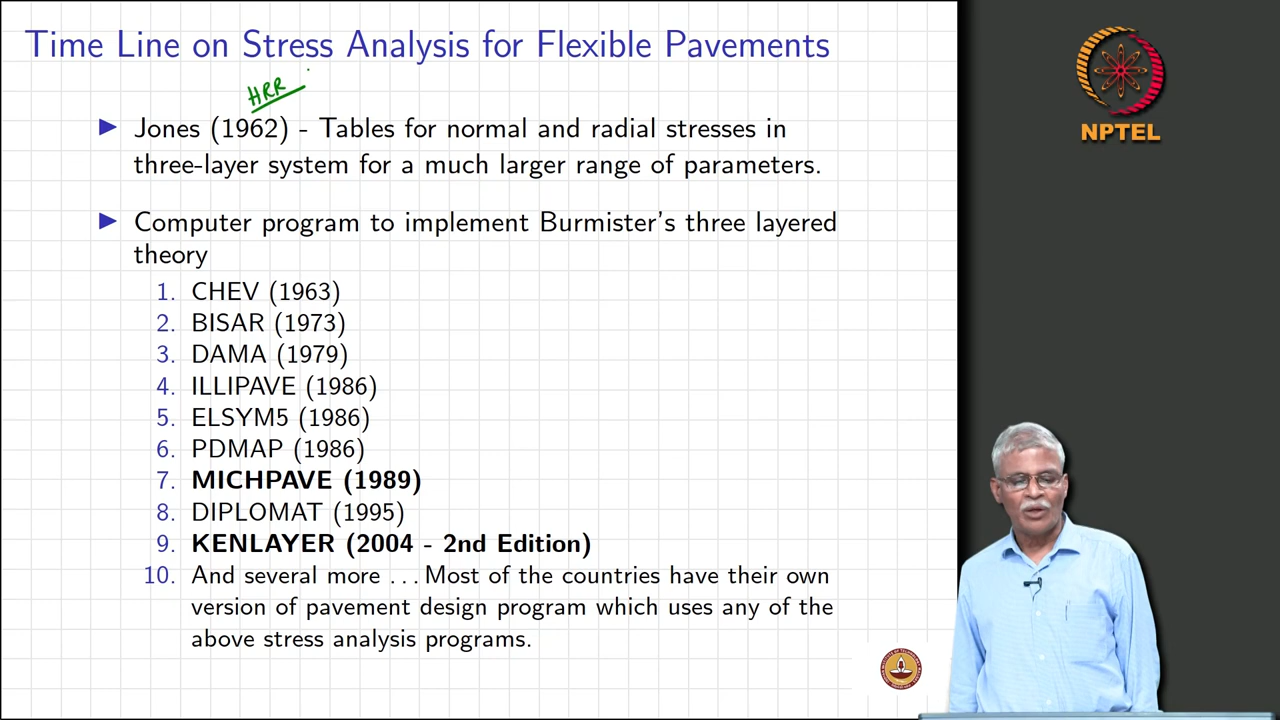 Time Line on Stress Analysis for Flexible Pavements
HRR
▶ Jones (1962) - Tables for normal and radial stresses in
three-layer system for a much larger range of parameters.
▶ Computer program to implement Burmister's three layered
theory
1. CHEV (1963)
2. BISAR (1973)
3. DAMA (1979)
4. ILLIPAVE (1986)
5. ELSYM5 (1986)
6. PDMAP (1986)
7. MICHPAVE (1989)
8. DIPLOMAT (1995)
9. KENLAYER (2004 - 2nd Edition)
10. And several more ... Most of the countries have their own
version of pavement design program which uses any of the
above stress analysis programs.
NPTEL